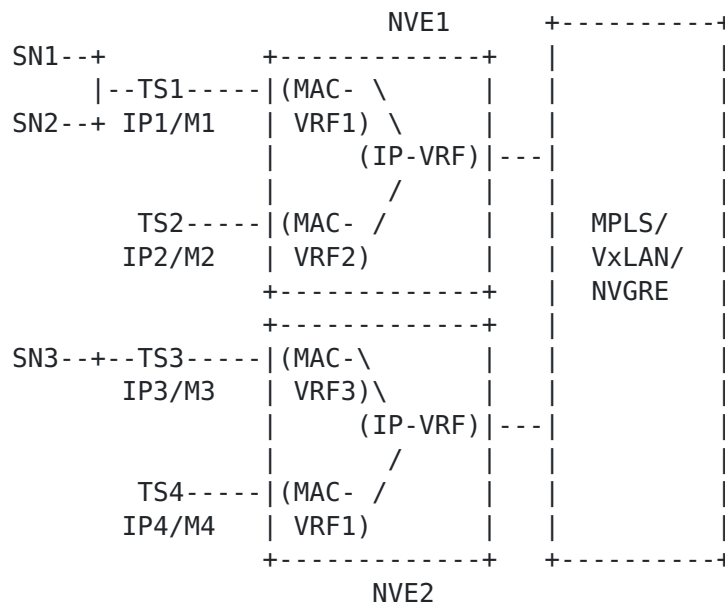 NVE1        +----------+
SN1--+          +-------------+    |          |
     |--TS1-----|(MAC- \      |    |          |
SN2--+ IP1/M1   | VRF1) \     |    |          |
                |     (IP-VRF)|---|          |
                |       /     |    |          |
        TS2-----|(MAC- /      |    |  MPLS/   |
       IP2/M2   | VRF2)       |    |  VxLAN/  |
                +-------------+    |  NVGRE   |
                +-------------+    |          |
SN3--+--TS3-----|(MAC-\       |    |          |
       IP3/M3   | VRF3)\      |    |          |
                |     (IP-VRF)|---|          |
                |       /     |    |          |
        TS4-----|(MAC- /      |    |          |
       IP4/M4   | VRF1)       |    |          |
                +-------------+    +----------+
                       NVE2